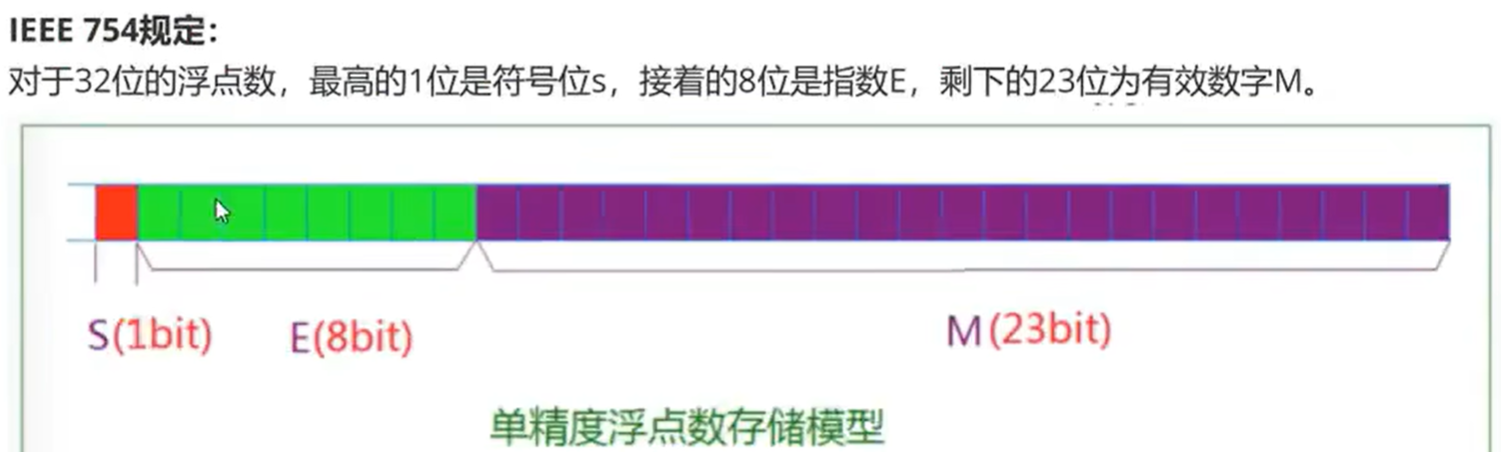 IEEE 754规定：
对于32位的浮点数，最高的1位是符号位s，接着的8位是指数E，剩下的23位为有效数字M。
S(1bit) E(8bit) M(23bit)
单精度浮点数存储模型